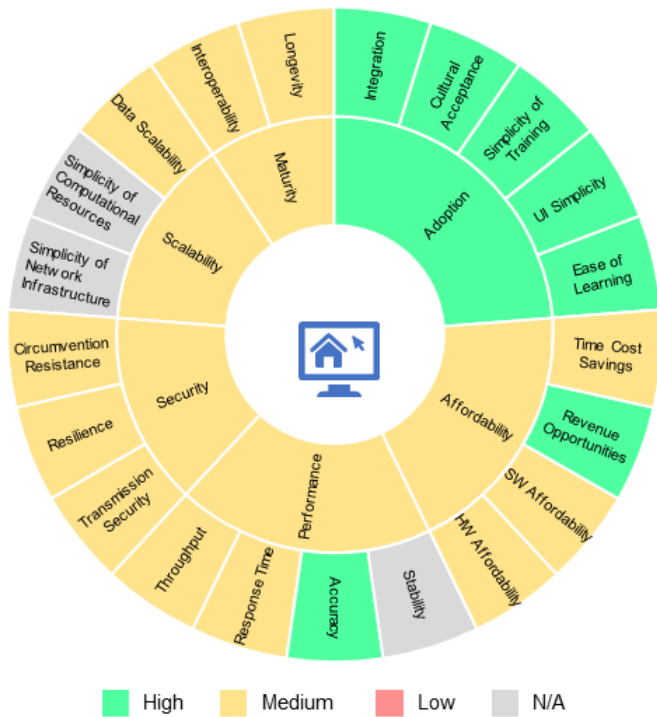 Integration
Cultural
Acceptance
Simplicity of
Training
UI Simplicity
Ease of
Learning
Time Cost
Savings
Revenue
Opportunities
SW Affordability
HW Affordability
Stability
Accuracy
Response Time
Throughput
Transmission
Security
Resilience
Circumvention
Resistance
Simplicity of
Network
Infrastructure
Simplicity of
Computational
Resources
Data Scalability
Interoperability
Longevity
Adoption
Affordability
Performance
Security
Scalability
Maturity
High
Medium
Low
N/A